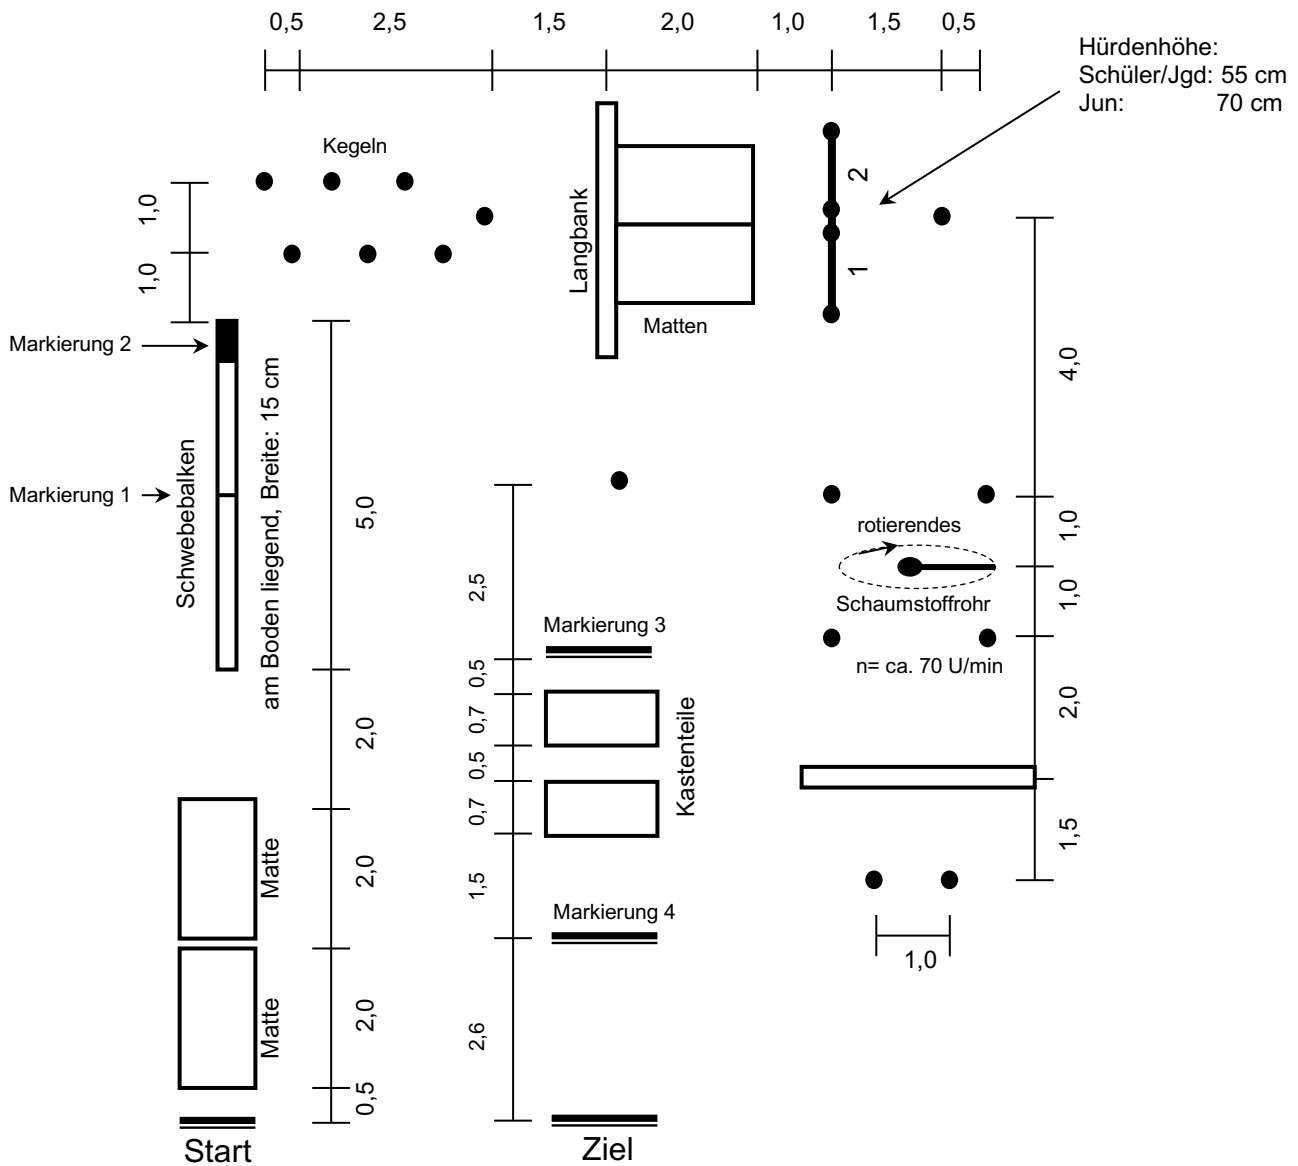 0,5
2,5
1,5
2,0
1,0
1,5
0,5
Hürdenhöhe:
Schüler/Jgd: 55 cm
Jun: 70 cm
Kegeln
1,0
1,0
Langbank
Matten
2
1
Markierung 2
Markierung 1
Schwebebalken
am Boden liegend, Breite: 15 cm
5,0
2,0
2,0
2,0
0,5
Matte
Matte
Start
2,5
0,5
0,7
0,5
0,7
1,5
2,6
Markierung 3
Kastenteile
Markierung 4
Ziel
4,0
1,0
1,0
2,0
1,5
rotierendes
Schaumstoffrohr
n= ca. 70 U/min
1,0